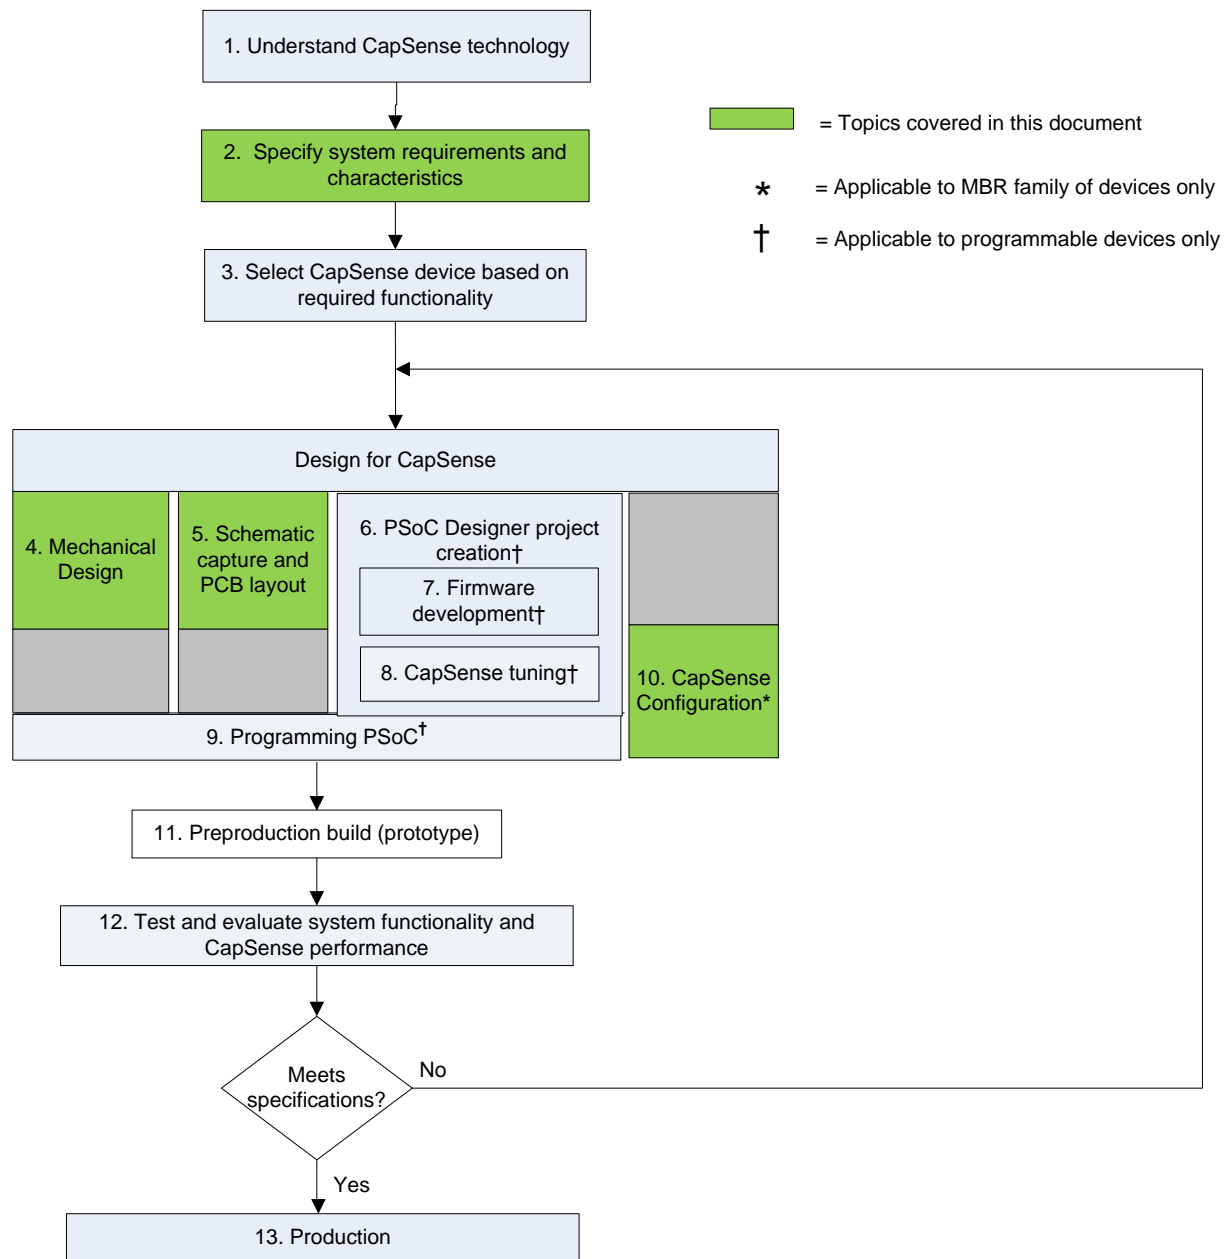 1. Understand CapSense technology
= Topics covered in this document
2. Specify system requirements and
characteristics
* = Applicable to MBR family of devices only
† = Applicable to programmable devices only
3. Select CapSense device based on
required functionality
Design for CapSense
4. Mechanical
Design
5. Schematic
capture and
PCB layout
6. PSoC Designer project
creation†
7. Firmware
development†
8. CapSense tuning†
10. CapSense
Configuration*
9. Programming PSoC†
11. Preproduction build (prototype)
12. Test and evaluate system functionality and
CapSense performance
Meets
specifications?
No
Yes
13. Production